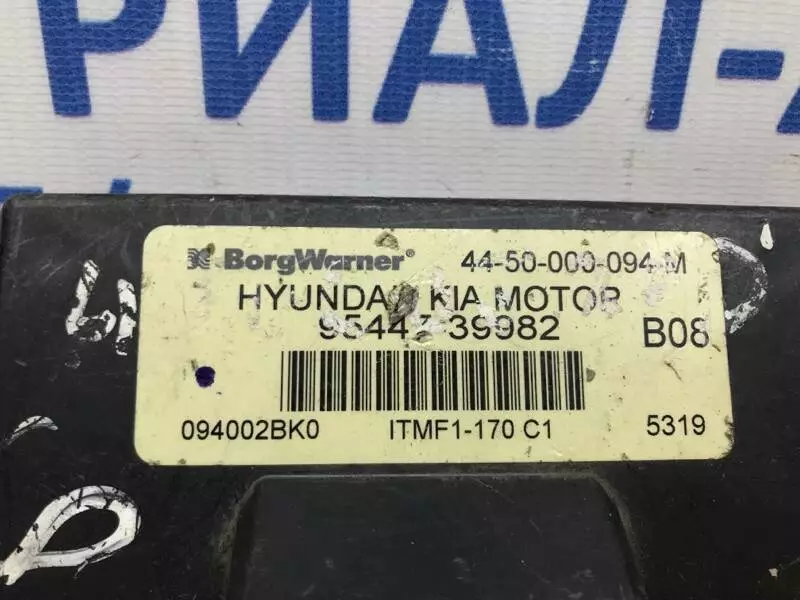 РИАЛ-А
BorgWarner® 44-50-000-094-M
HYUNDAI KIA MOTOR
95447-39982
B08
094002BK0 ITMF1-170 C1 5319